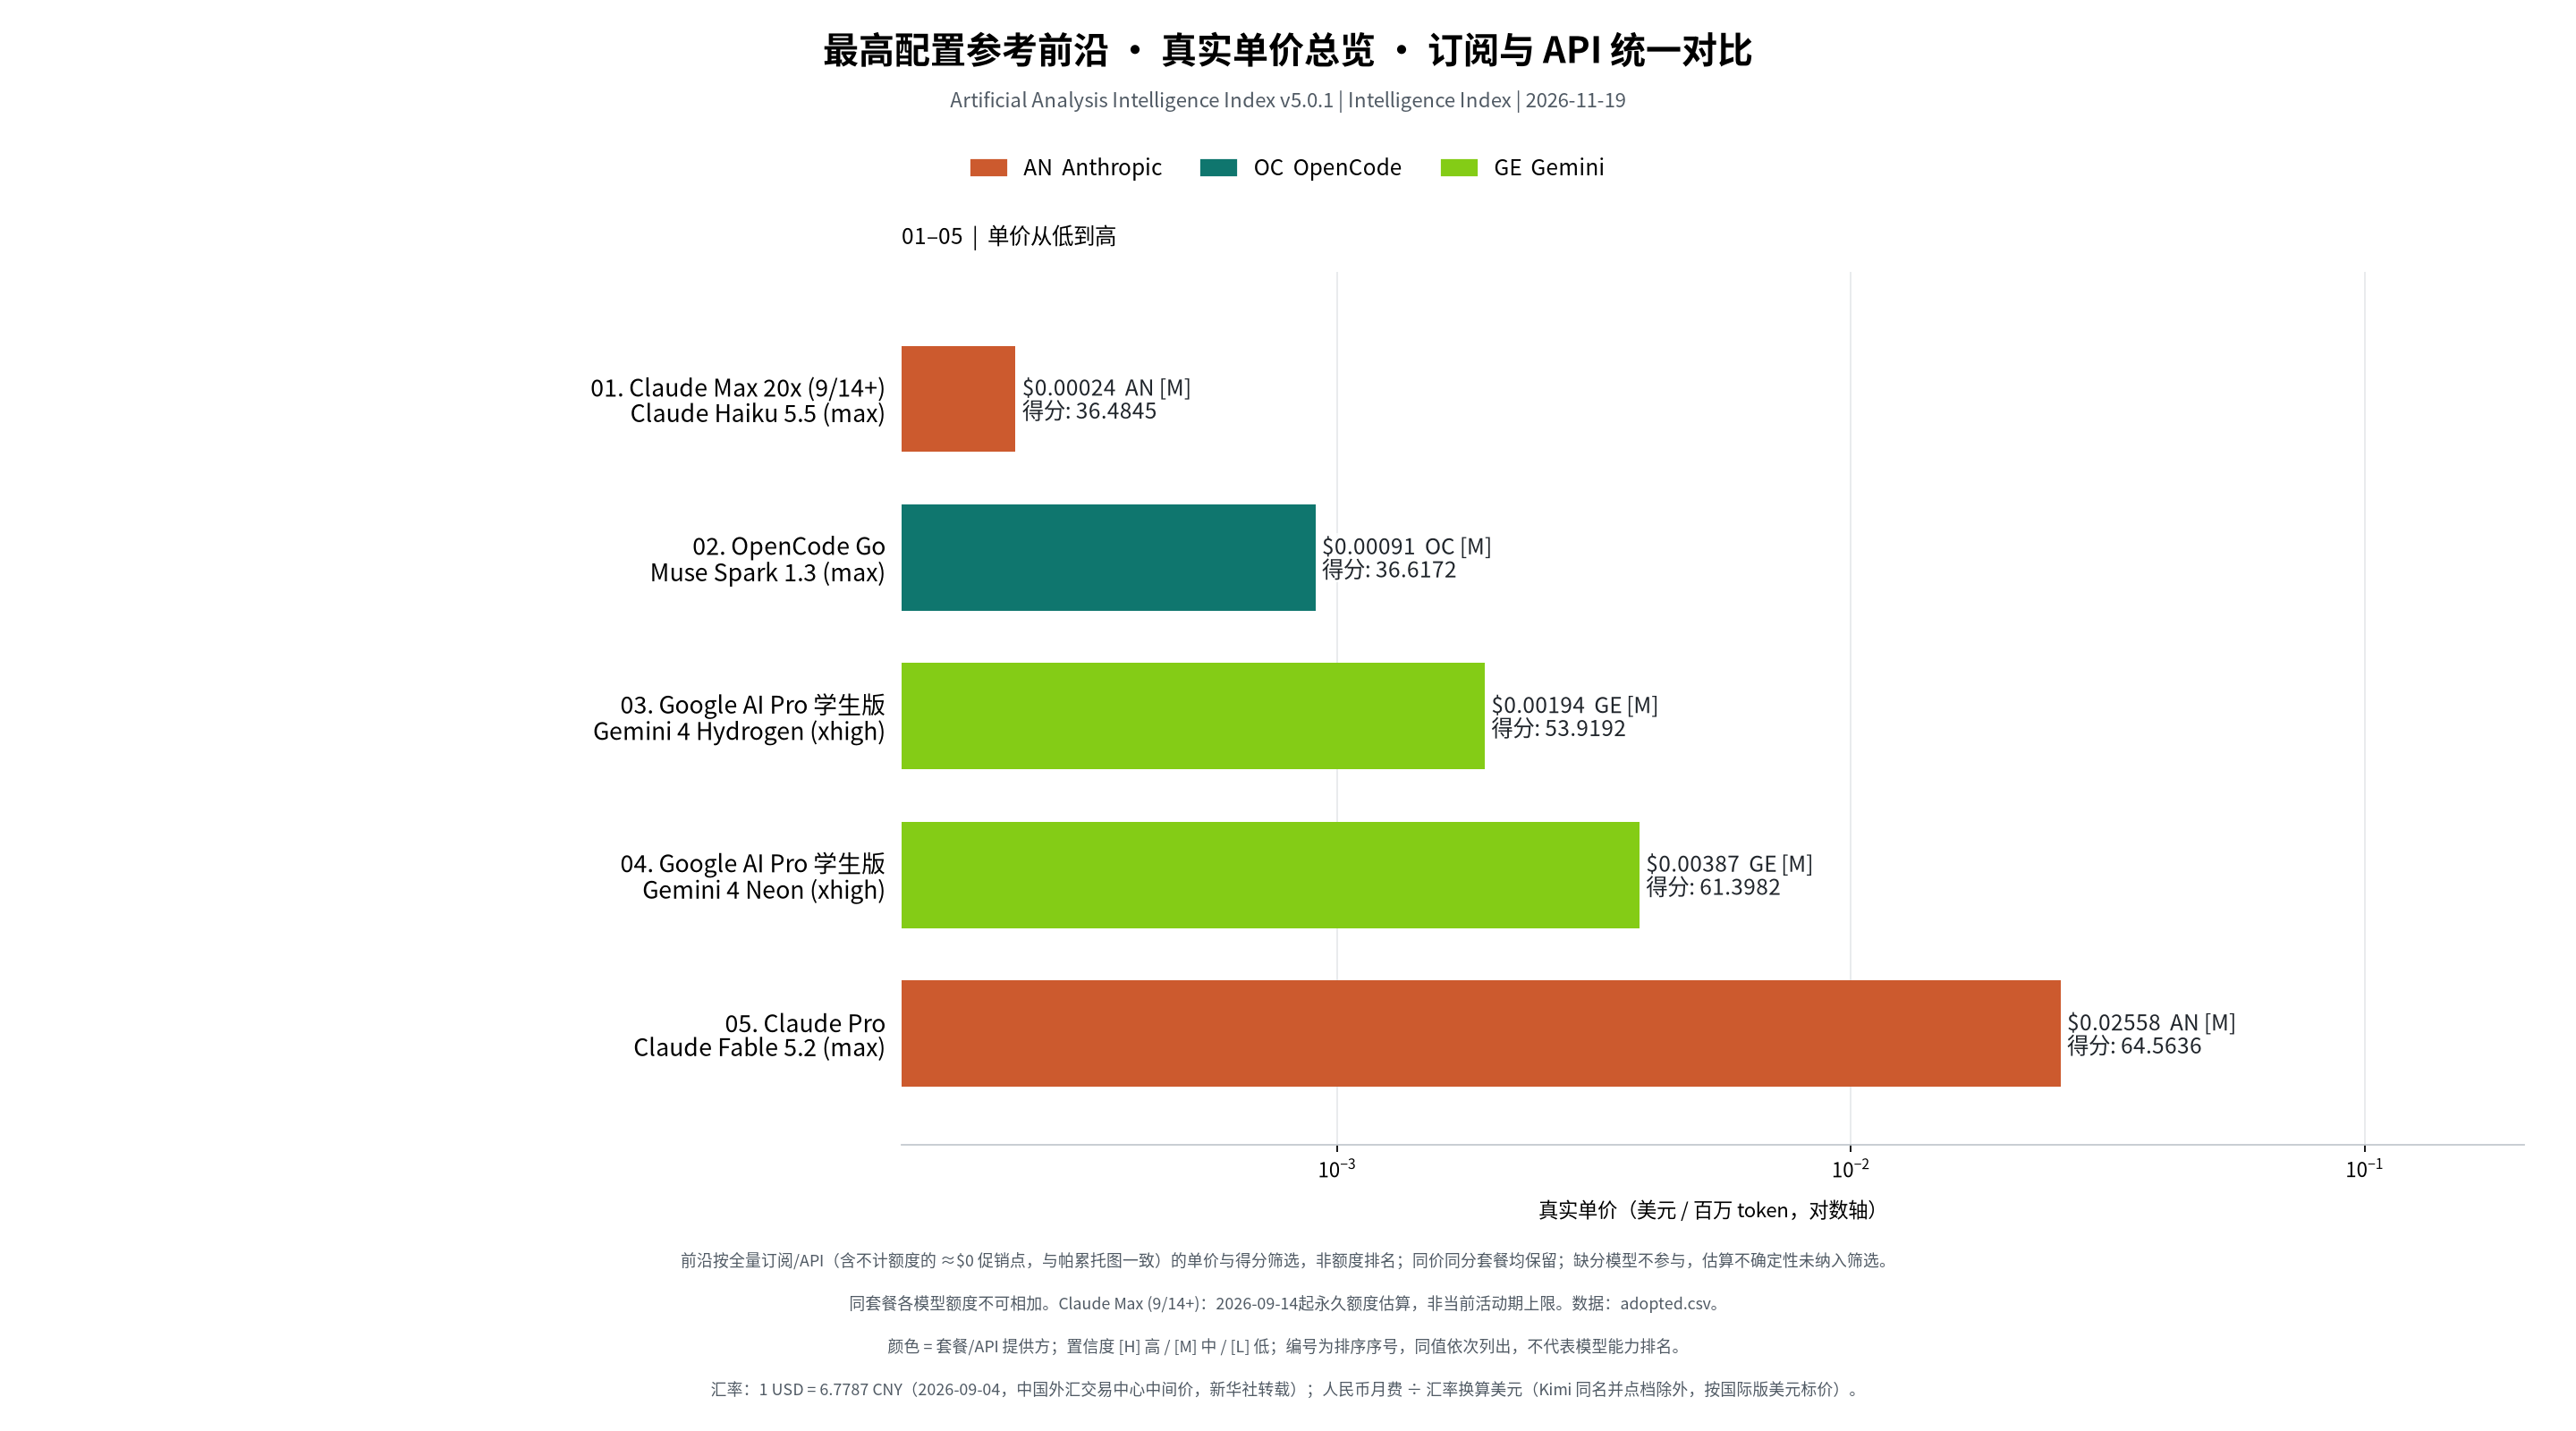 最高配置参考前沿 · 真实单价总览 · 订阅与 API 统一对比
Artificial Analysis Intelligence Index v5.0.1 | Intelligence Index | 2026-11-19
AN Anthropic
OC OpenCode
GE Gemini
01–05 | 单价从低到高
01. Claude Max 20x (9/14+)
Claude Haiku 5.5 (max)
$0.00024 AN [M]
得分: 36.4845
02. OpenCode Go
Muse Spark 1.3 (max)
$0.00091 OC [M]
得分: 36.6172
03. Google AI Pro 学生版
Gemini 4 Hydrogen (xhigh)
$0.00194 GE [M]
得分: 53.9192
04. Google AI Pro 学生版
Gemini 4 Neon (xhigh)
$0.00387 GE [M]
得分: 61.3982
05. Claude Pro
Claude Fable 5.2 (max)
$0.02558 AN [M]
得分: 64.5636
10⁻³ 10⁻² 10⁻¹
真实单价（美元 / 百万 token，对数轴）
前沿按全量订阅/API（含不计额度的 ≈$0 促销点，与帕累托图一致）的单价与得分筛选，非额度排名；同价同分套餐均保留；缺分模型不参与，估算不确定性未纳入筛选。
同套餐各模型额度不可相加。Claude Max (9/14+)：2026-09-14起永久额度估算，非当前活动期上限。数据：adopted.csv。
颜色 = 套餐/API 提供方；置信度 [H] 高 / [M] 中 / [L] 低；编号为排序序号，同值依次列出，不代表模型能力排名。
汇率：1 USD = 6.7787 CNY（2026-09-04，中国外汇交易中心中间价，新华社转载）；人民币月费 ÷ 汇率换算美元（Kimi 同名并点档除外，按国际版美元标价）。